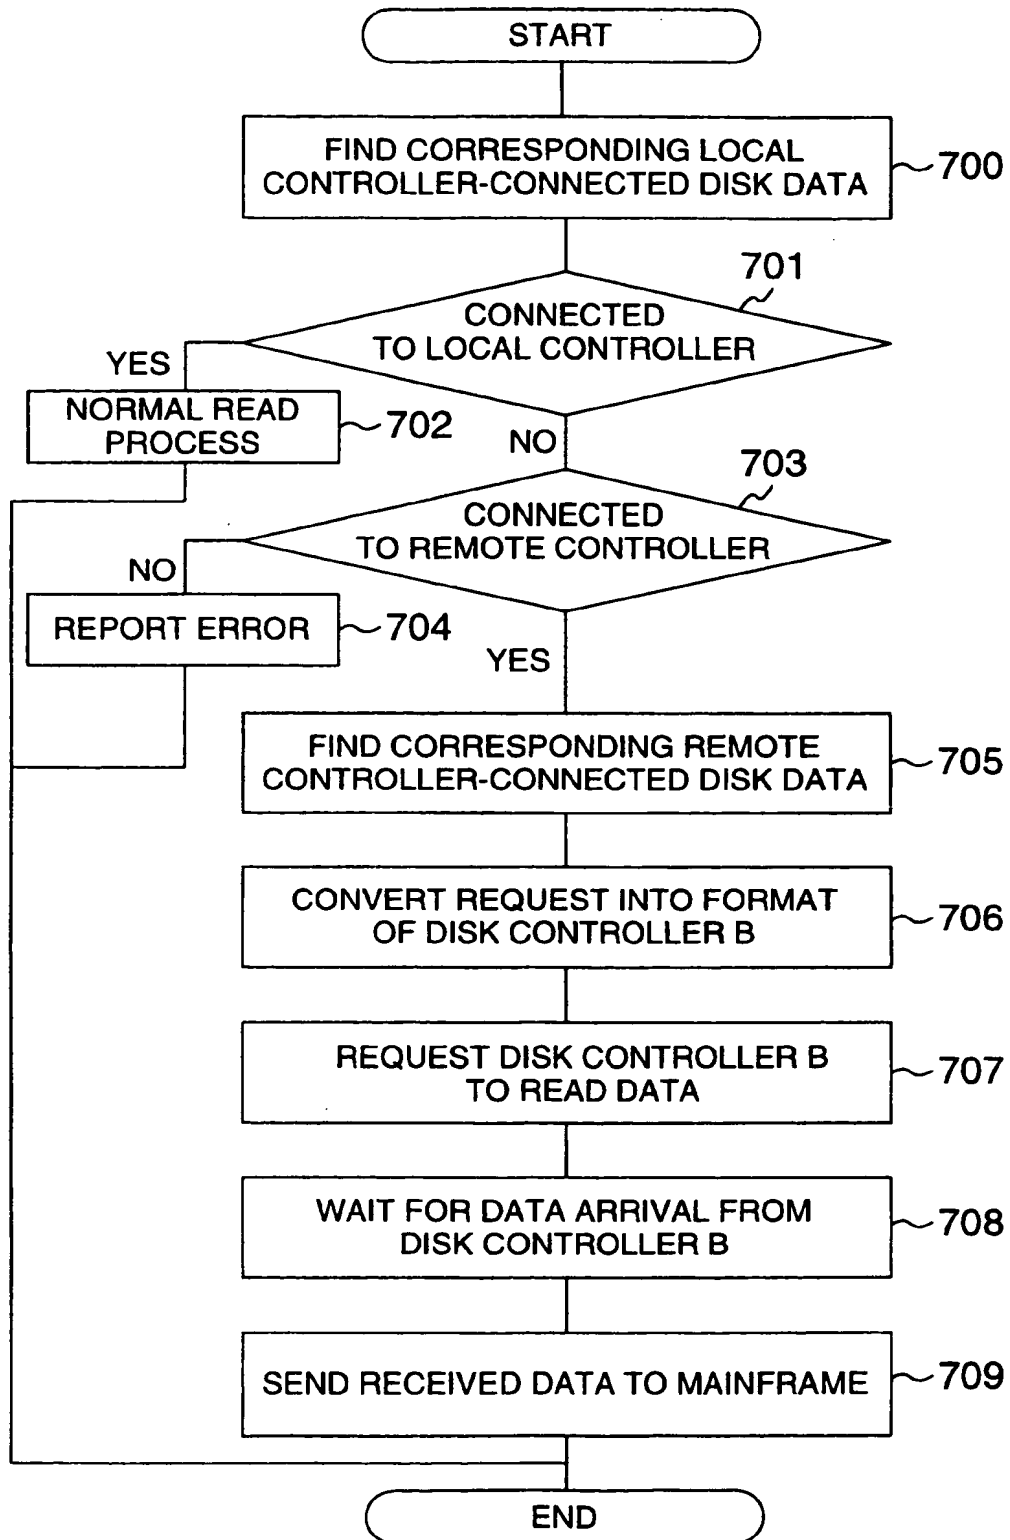 START
FIND CORRESPONDING LOCAL
CONTROLLER-CONNECTED DISK DATA
700
701
CONNECTED
TO LOCAL CONTROLLER
YES
NORMAL READ
PROCESS
702
NO
703
CONNECTED
TO REMOTE CONTROLLER
NO
REPORT ERROR
704
YES
FIND CORRESPONDING REMOTE
CONTROLLER-CONNECTED DISK DATA
705
CONVERT REQUEST INTO FORMAT
OF DISK CONTROLLER B
706
REQUEST DISK CONTROLLER B
TO READ DATA
707
WAIT FOR DATA ARRIVAL FROM
DISK CONTROLLER B
708
SEND RECEIVED DATA TO MAINFRAME
709
END